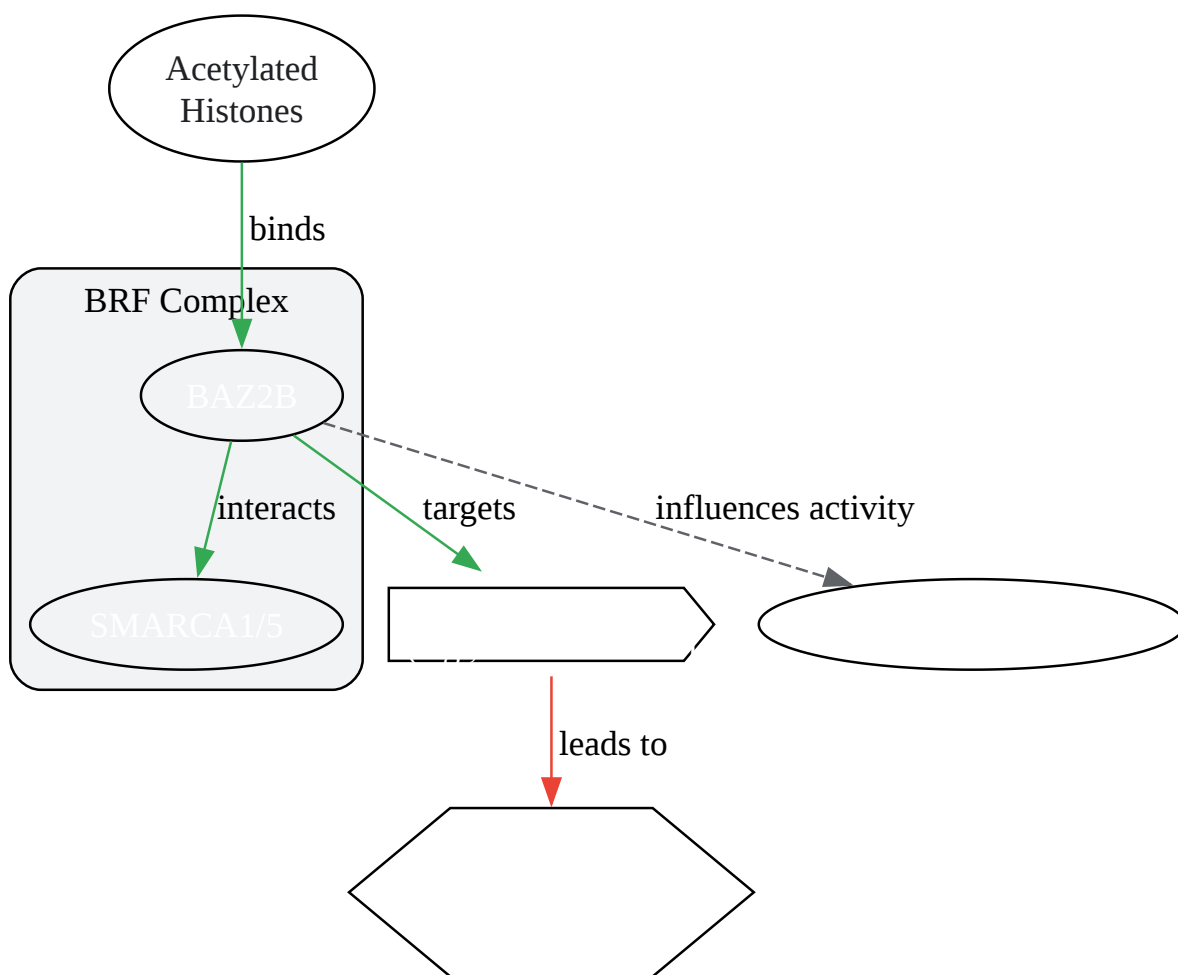 Acetylated
Histones
binds
BRF Complex
BAZ2B
interacts
targets
influences activity
SMARCA1/5
leads to